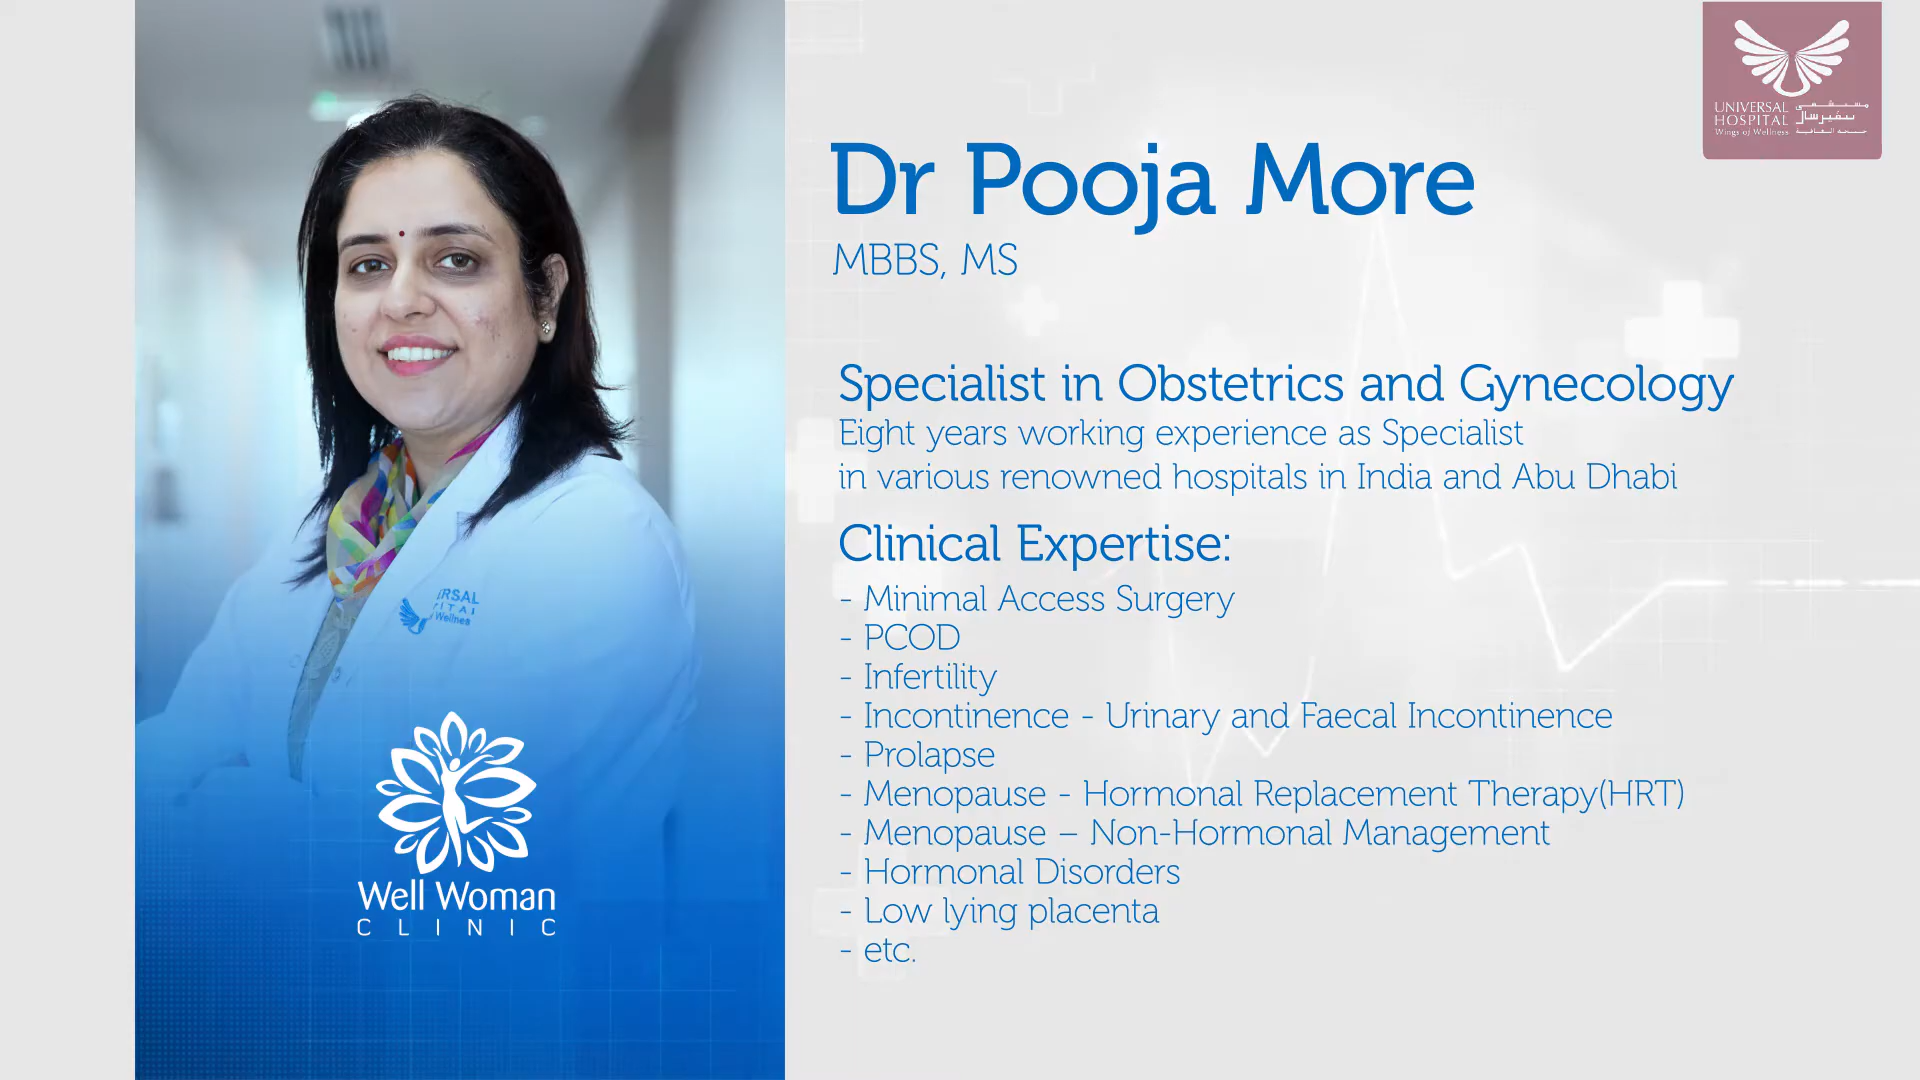 UNIVERSAL
HOSPITAL
Wings of Wellness
مستشفى
يونيفرسال
Dr Pooja More
MBBS, MS
Specialist in Obstetrics and Gynecology
Eight years working experience as Specialist
in various renowned hospitals in India and Abu Dhabi
Clinical Expertise:
- Minimal Access Surgery
- PCOD
- Infertility
- Incontinence - Urinary and Faecal Incontinence
- Prolapse
- Menopause - Hormonal Replacement Therapy(HRT)
- Menopause – Non-Hormonal Management
- Hormonal Disorders
- Low lying placenta
- etc.
Well Woman
CLINIC